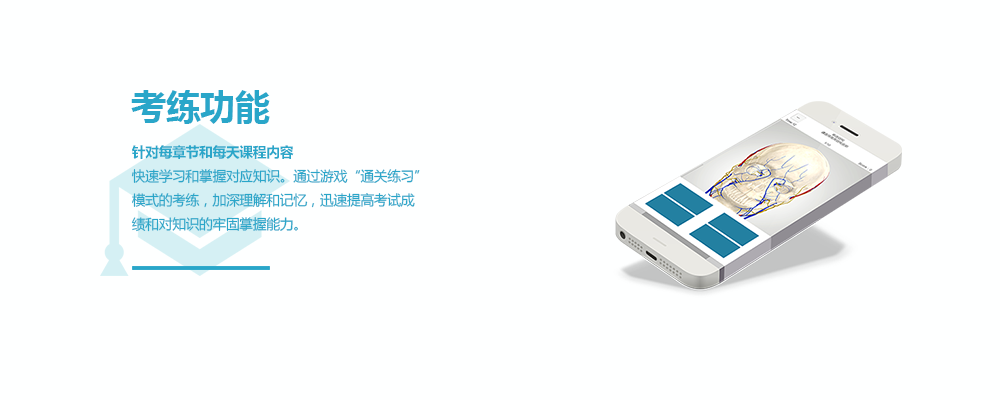 考练功能
针对每章节和每天课程内容
快速学习和掌握对应知识。通过游戏“通关练习”
模式的考练，加深理解和记忆，迅速提高考试成
绩和对知识的牢固掌握能力。